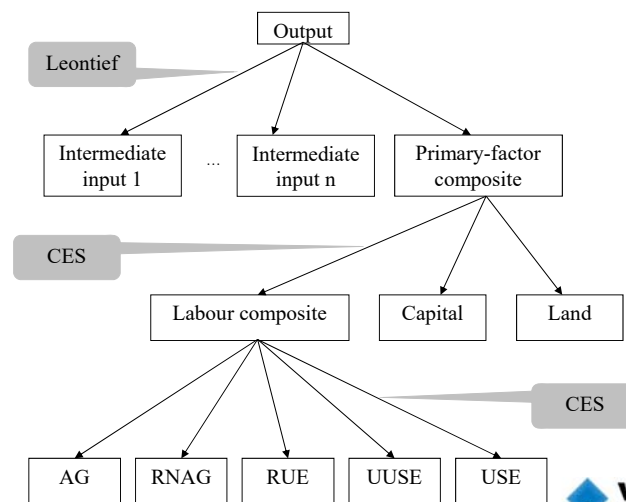 Output
Leontief
Intermediate
input 1
...
Intermediate
input n
Primary-factor
composite
CES
Labour composite
Capital
Land
CES
AG
RNAG
RUE
UUSE
USE